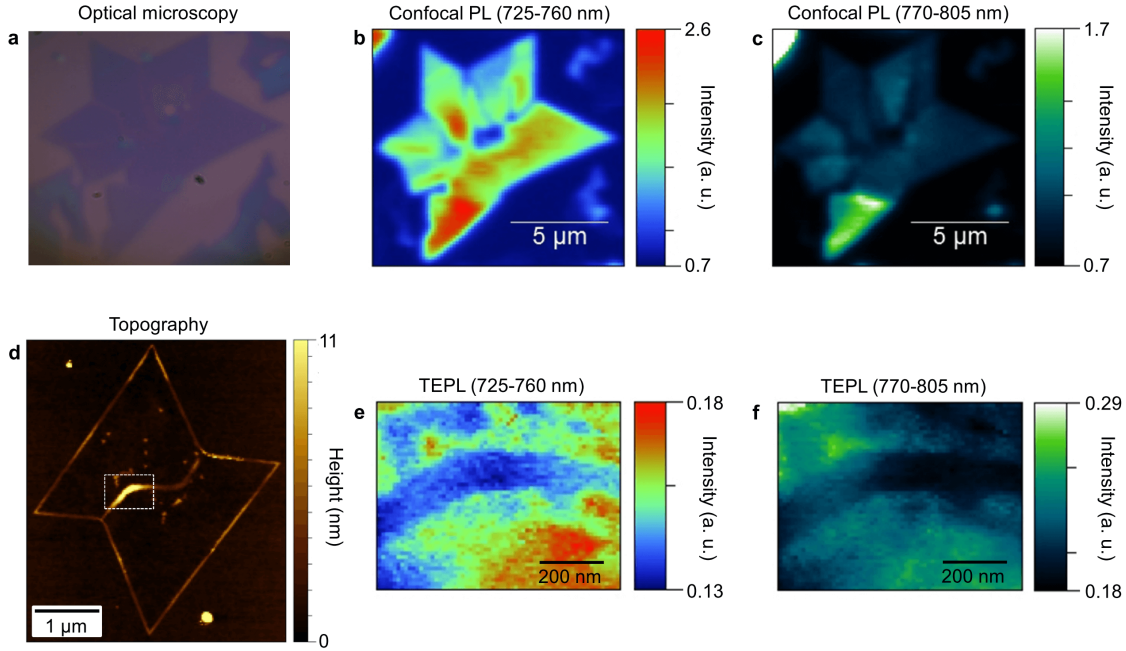 Optical microscopy
Confocal PL (725-760 nm)
Confocal PL (770-805 nm)
a
b
c
2.6
0.7
Intensity (a. u.)
5 µm
1.7
0.7
Intensity (a. u.)
5 µm
Topography
d
11
0
Height (nm)
1 µm
TEPL (725-760 nm)
TEPL (770-805 nm)
e
f
0.18
0.13
Intensity (a. u.)
200 nm
0.29
0.18
Intensity (a. u.)
200 nm